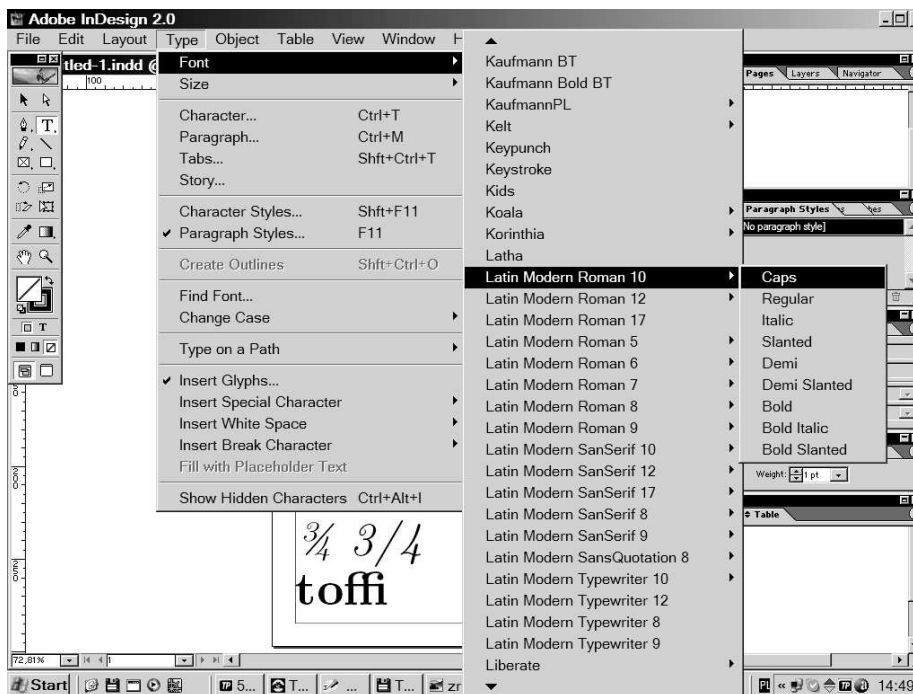 Adobe InDesign 2.0
File Edit Layout Type Object Table View Window H
tled-1.indd @
100
Font
Size
Character... Ctrl+T
Paragraph... Ctrl+M
Tabs... Shft+Ctrl+T
Story...
Character Styles... Shft+F11
Paragraph Styles... F11
Create Outlines Shft+Ctrl+O
Find Font...
Change Case
Type on a Path
Insert Glyphs...
Insert Special Character
Insert White Space
Insert Break Character
Fill with Placeholder Text
Show Hidden Characters Ctrl+Alt+I
Kaufmann BT
Kaufmann Bold BT
KaufmannPL
Kelt
Keypunch
Keystroke
Kids
Koala
Korinthia
Latha
Latin Modern Roman 10
Latin Modern Roman 12
Latin Modern Roman 17
Latin Modern Roman 5
Latin Modern Roman 6
Latin Modern Roman 7
Latin Modern Roman 8
Latin Modern Roman 9
Latin Modern SanSerif 10
Latin Modern SanSerif 12
Latin Modern SanSerif 17
Latin Modern SanSerif 8
Latin Modern SanSerif 9
Latin Modern SansQuotation 8
Latin Modern Typewriter 10
Latin Modern Typewriter 12
Latin Modern Typewriter 8
Latin Modern Typewriter 9
Liberate
Caps
Regular
Italic
Slanted
Demi
Demi Slanted
Bold
Bold Italic
Bold Slanted
Pages Layers Navigator
Paragraph Styles
No paragraph style]
Weight: 1 pt
Table
¾ 3/4
toffi
72,81% 1
Start 5... T... ... T... zr PL « 14:49